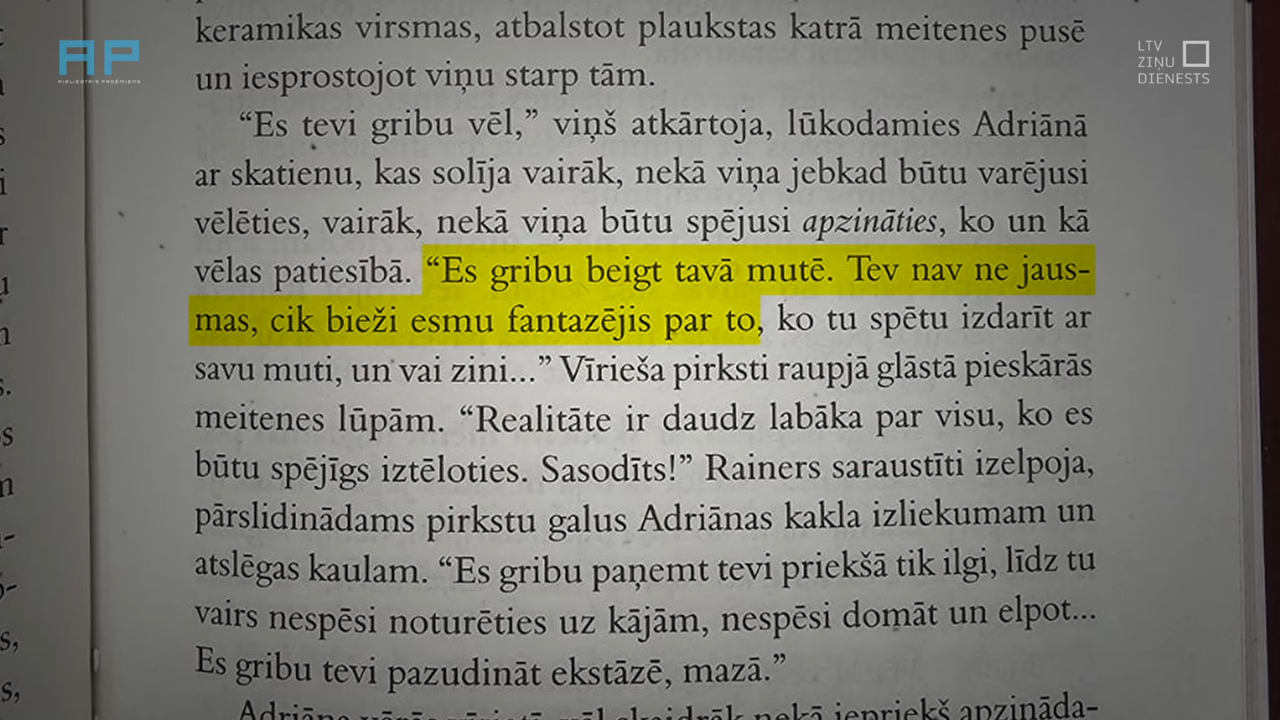 AP
AIZLIEGTAIS PAŅĒMIENS
LTV
ZIŅU
DIENESTS
keramikas virsmas, atbalstot plaukstas katrā meitenes pusē
un iesprostojot viņu starp tām.
“Es tevi gribu vēl,” viņš atkārtoja, lūkodamies Adriānā
ar skatienu, kas solīja vairāk, nekā viņa jebkad būtu varējusi
vēlēties, vairāk, nekā viņa būtu spējusi apzināties, ko un kā
vēlas patiesībā. “Es gribu beigt tavā mutē. Tev nav ne jaus-
mas, cik bieži esmu fantazējis par to, ko tu spētu izdarīt ar
savu muti, un vai zini...” Vīrieša pirksti raupjā glāstā pieskārās
meitenes lūpām. “Realitāte ir daudz labāka par visu, ko es
būtu spējīgs iztēloties. Sasodīts!” Rainers saraustīti izelpoja,
pārslidinādams pirkstu galus Adriānas kakla izliekumam un
atslēgas kaulam. “Es gribu paņemt tevi priekšā tik ilgi, līdz tu
vairs nespēsi noturēties uz kājām, nespēsi domāt un elpot...
Es gribu tevi pazudināt ekstāzē, mazā.”